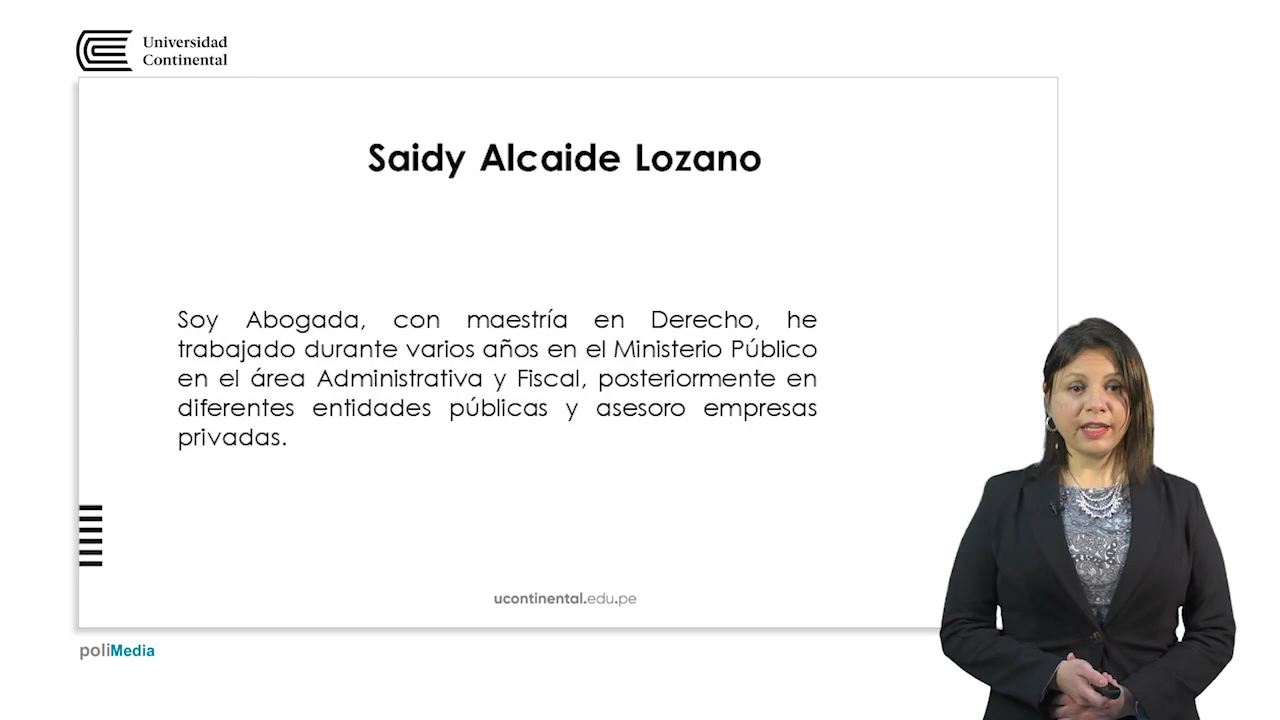 Universidad
Continental
Saidy Alcaide Lozano
Soy Abogada, con maestría en Derecho, he
trabajado durante varios años en el Ministerio Público
en el área Administrativa y Fiscal, posteriormente en
diferentes entidades públicas y asesoro empresas
privadas.
ucontinental.edu.pe
poliMedia